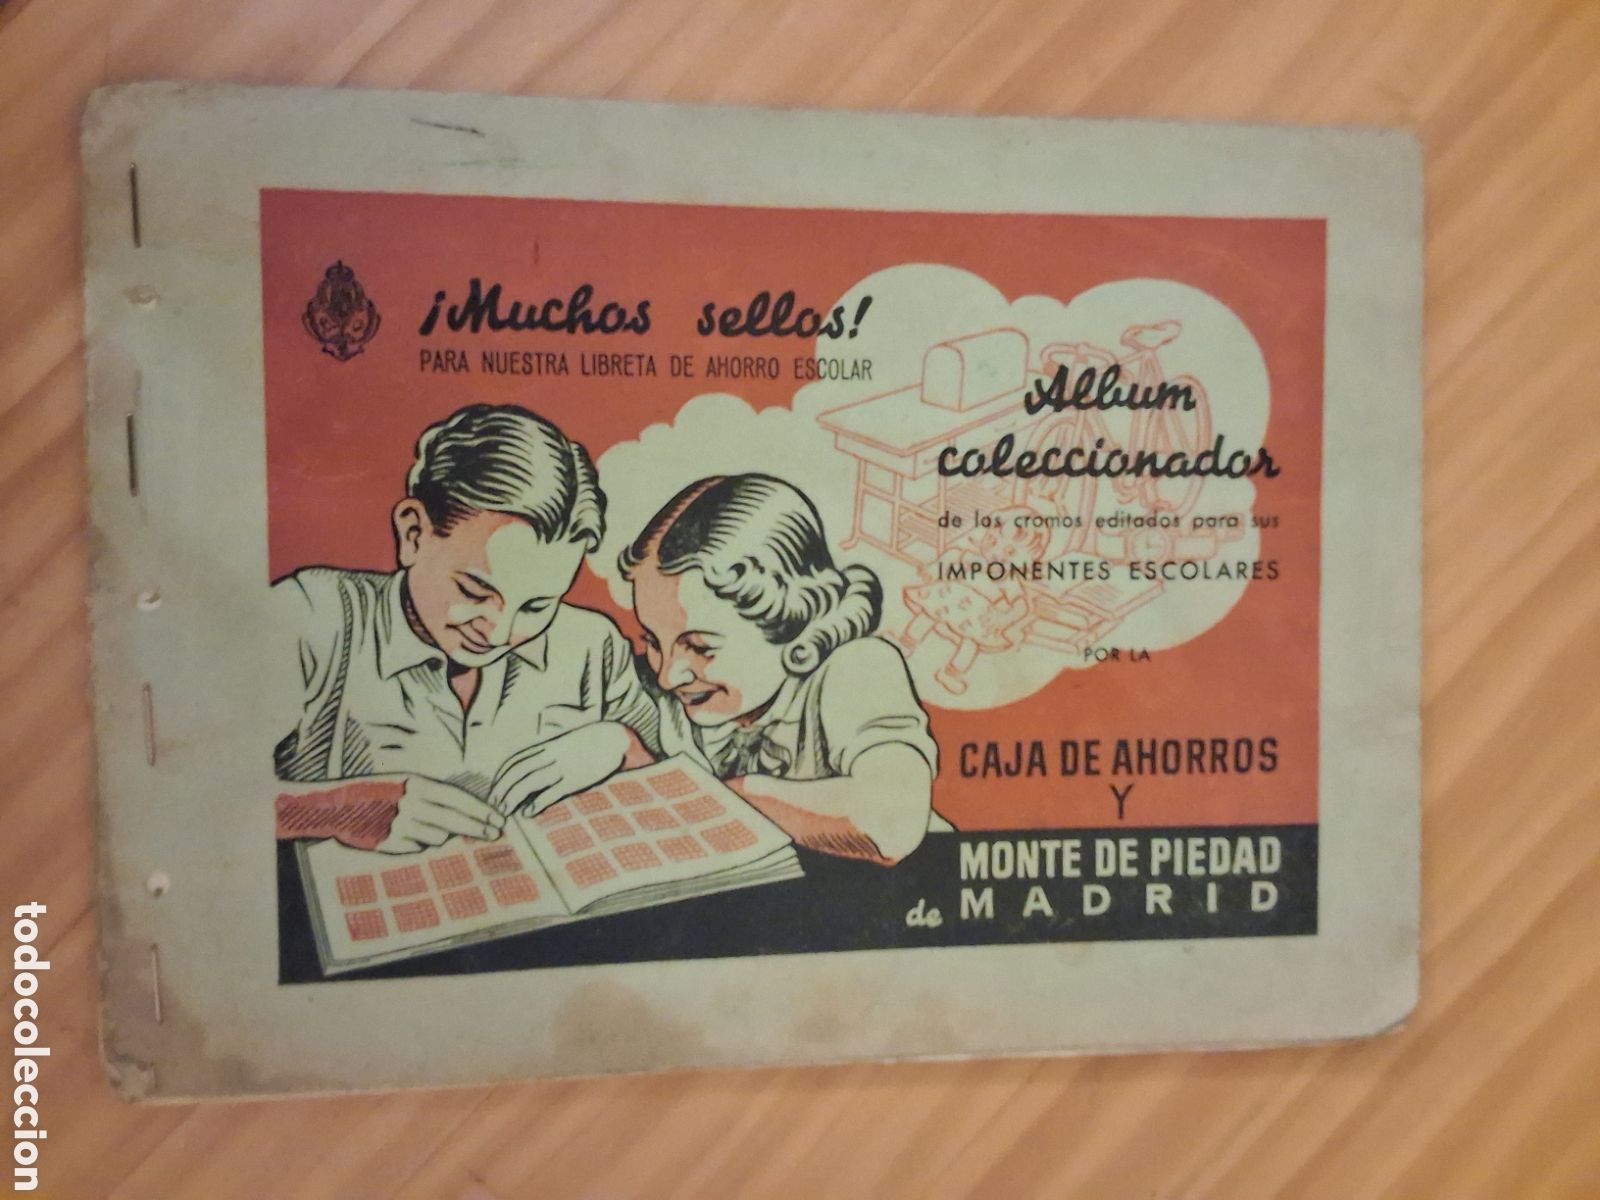 ¡Muchos sellos!
PARA NUESTRA LIBRETA DE AHORRO ESCOLAR
Album
coleccionador
de los cromos editados para sus
IMPONENTES ESCOLARES
POR LA
CAJA DE AHORROS
Y
MONTE DE PIEDAD
de MADRID
todocoleccion